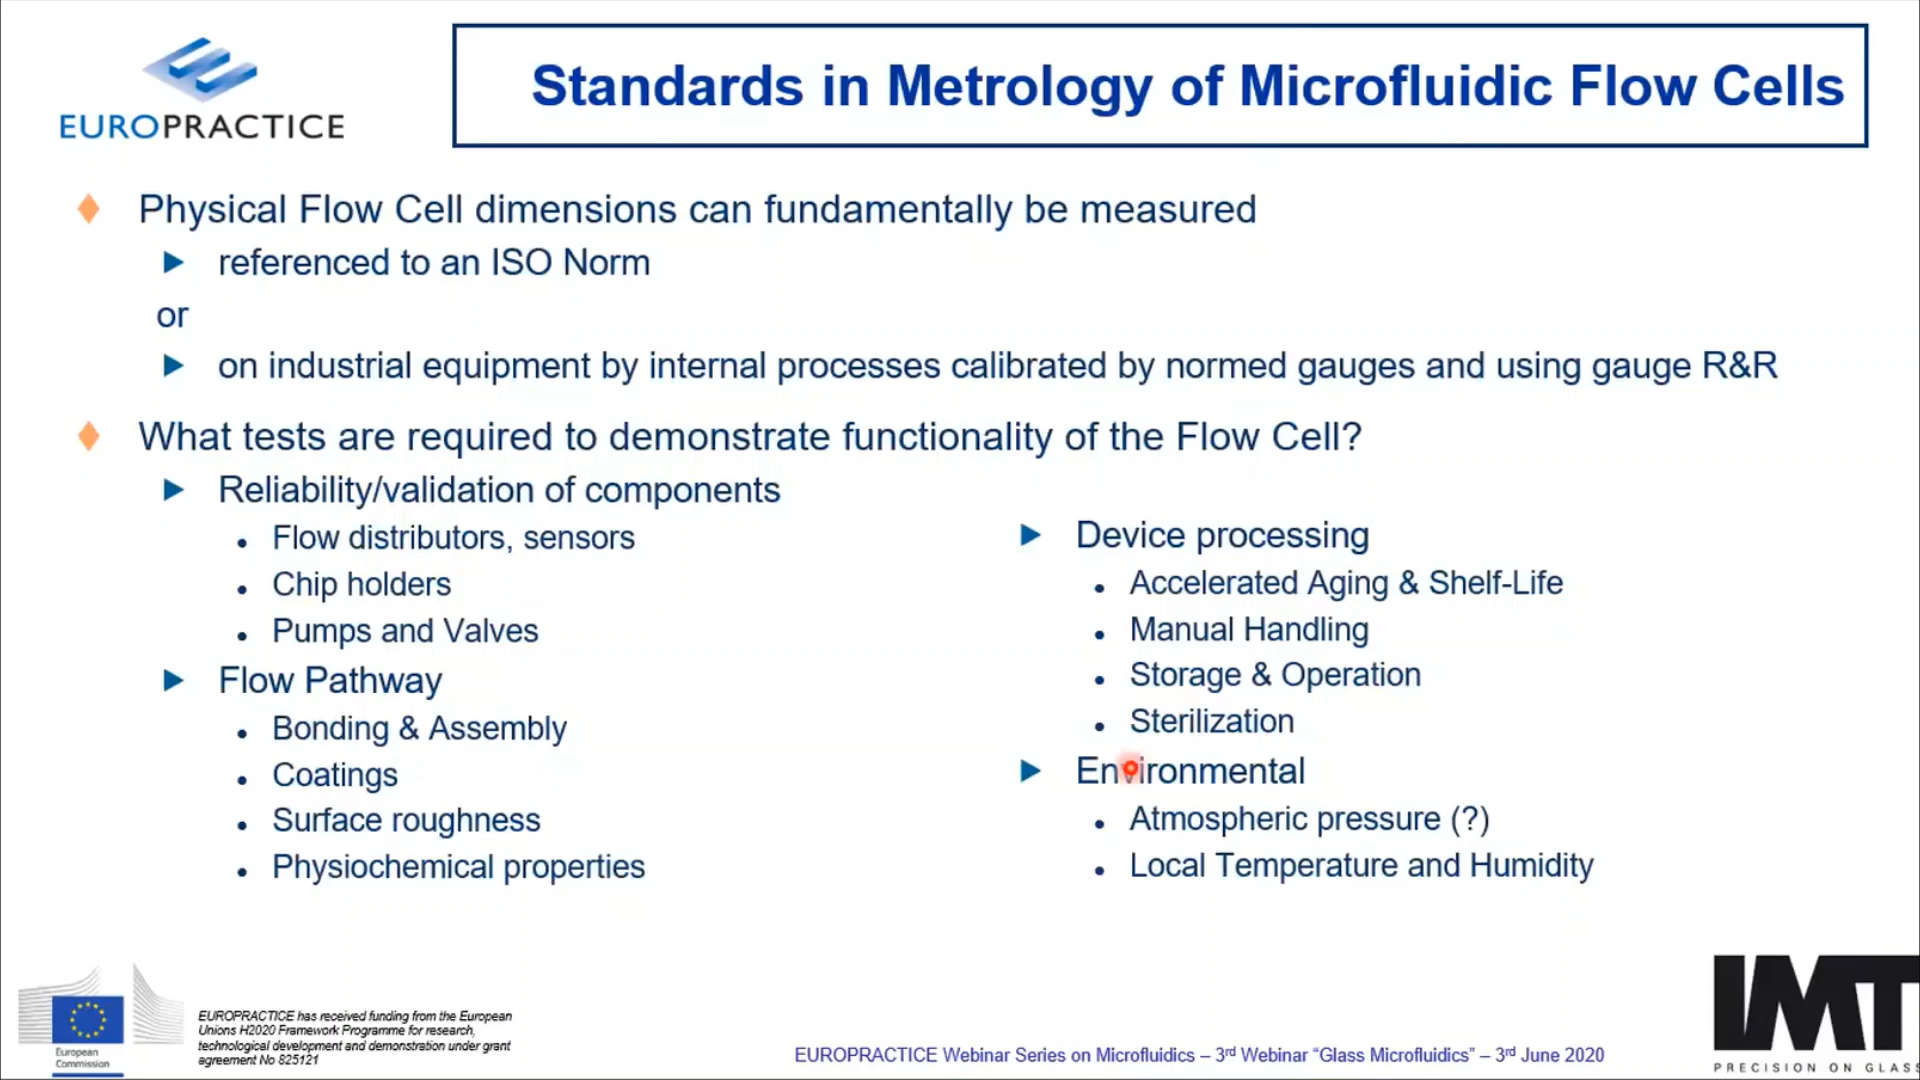 EUROPRACTICE
Standards in Metrology of Microfluidic Flow Cells
Physical Flow Cell dimensions can fundamentally be measured
referenced to an ISO Norm
or
on industrial equipment by internal processes calibrated by normed gauges and using gauge R&R
What tests are required to demonstrate functionality of the Flow Cell?
Reliability/validation of components
Flow distributors, sensors
Chip holders
Pumps and Valves
Flow Pathway
Bonding & Assembly
Coatings
Surface roughness
Physiochemical properties
Device processing
Accelerated Aging & Shelf-Life
Manual Handling
Storage & Operation
Sterilization
Environmental
Atmospheric pressure (?)
Local Temperature and Humidity
European
Commission
EUROPRACTICE has received funding from the European
Unions H2020 Framework Programme for research,
technological development and demonstration under grant
agreement No 825121
EUROPRACTICE Webinar Series on Microfluidics – 3rd Webinar “Glass Microfluidics” – 3rd June 2020
IMT
PRECISION ON GLASS